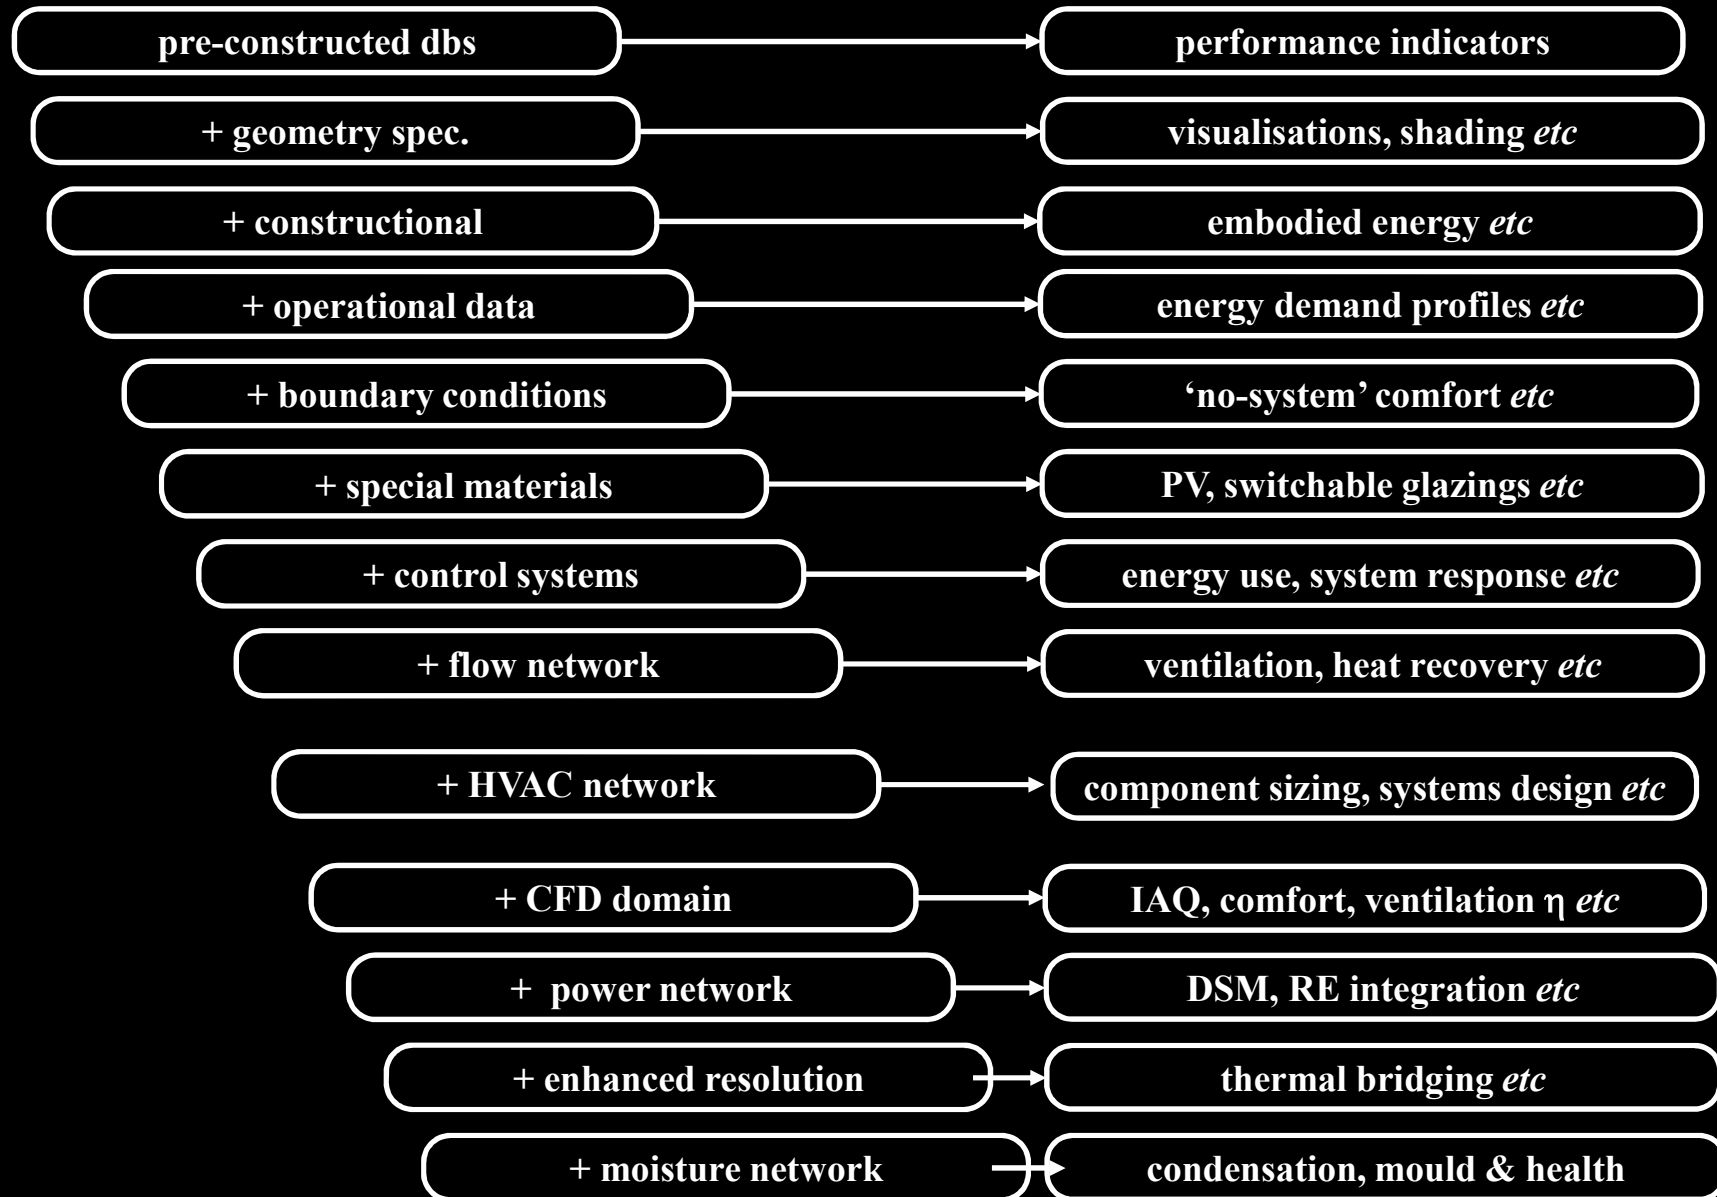 pre-constructed dbs
performance indicators
+ geometry spec.
visualisations, shading etc
+ constructional
embodied energy etc
+ operational data
energy demand profiles etc
+ boundary conditions
‘no-system’ comfort etc
+ special materials
PV, switchable glazings etc
+ control systems
energy use, system response etc
+ flow network
ventilation, heat recovery etc
+ HVAC network
component sizing, systems design etc
+ CFD domain
IAQ, comfort, ventilation η etc
+ power network
DSM, RE integration etc
+ enhanced resolution
thermal bridging etc
+ moisture network
condensation, mould & health